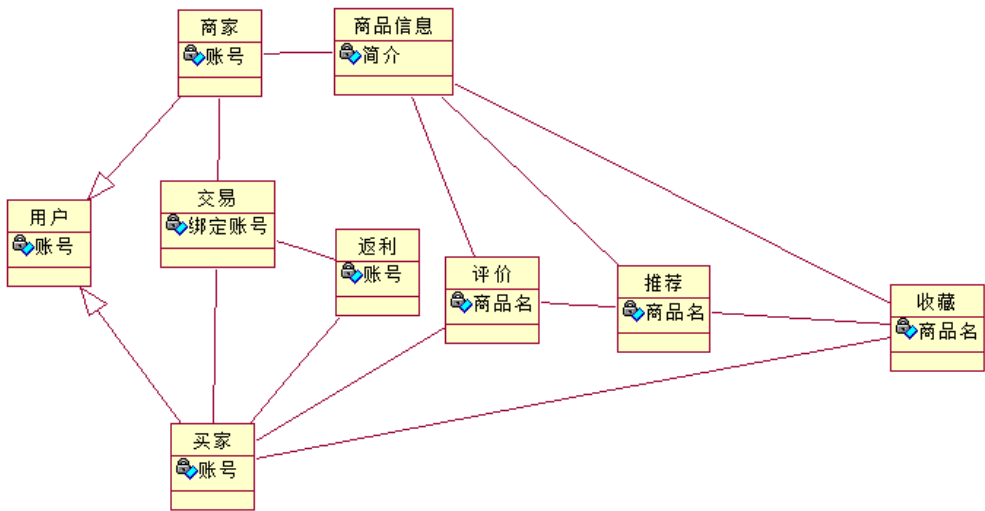 商家
账号
商品信息
简介
交易
绑定账号
用户
账号
返利
账号
评价
商品名
推荐
商品名
收藏
商品名
买家
账号